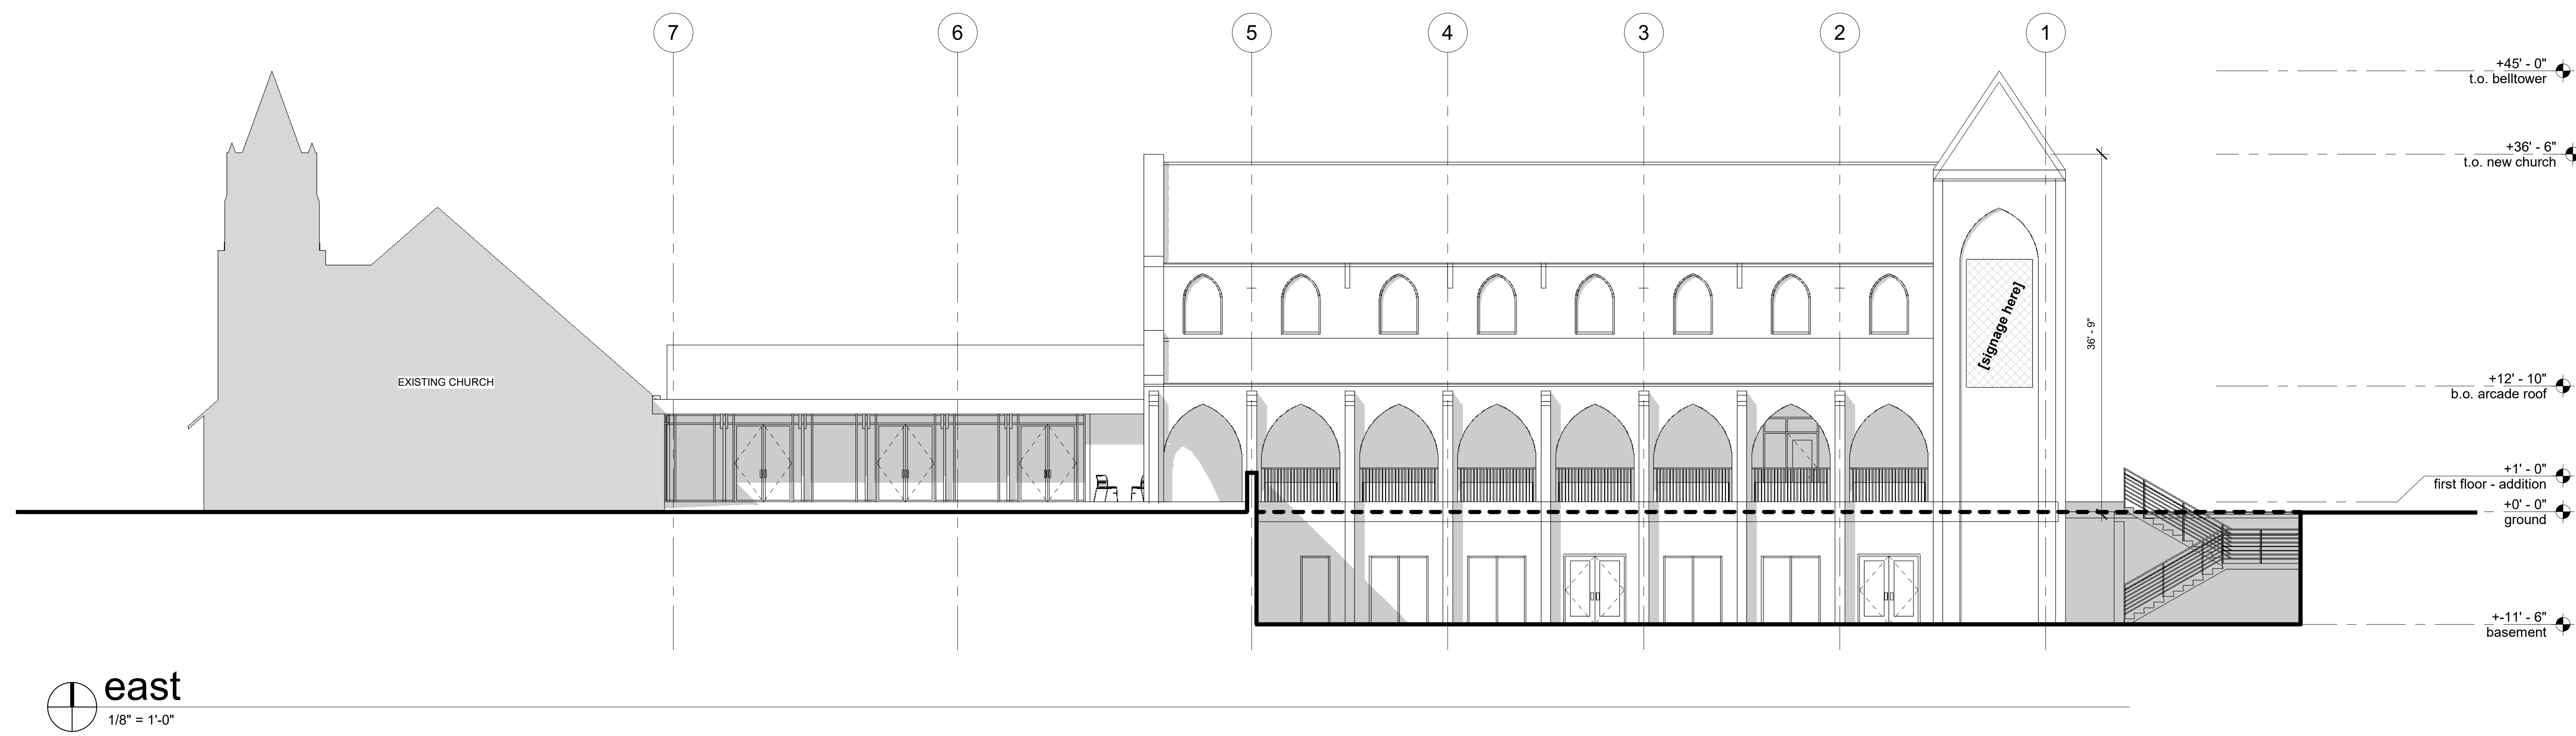 7
6
5
4
3
2
1
+45' - 0"
t.o. belltower
+36' - 6"
t.o. new church
[signage here]
36' - 9"
EXISTING CHURCH
+12' - 10"
b.o. arcade roof
+1' - 0"
first floor - addition
+0' - 0"
ground
+-11' - 6"
basement
east
1/8" = 1'-0"